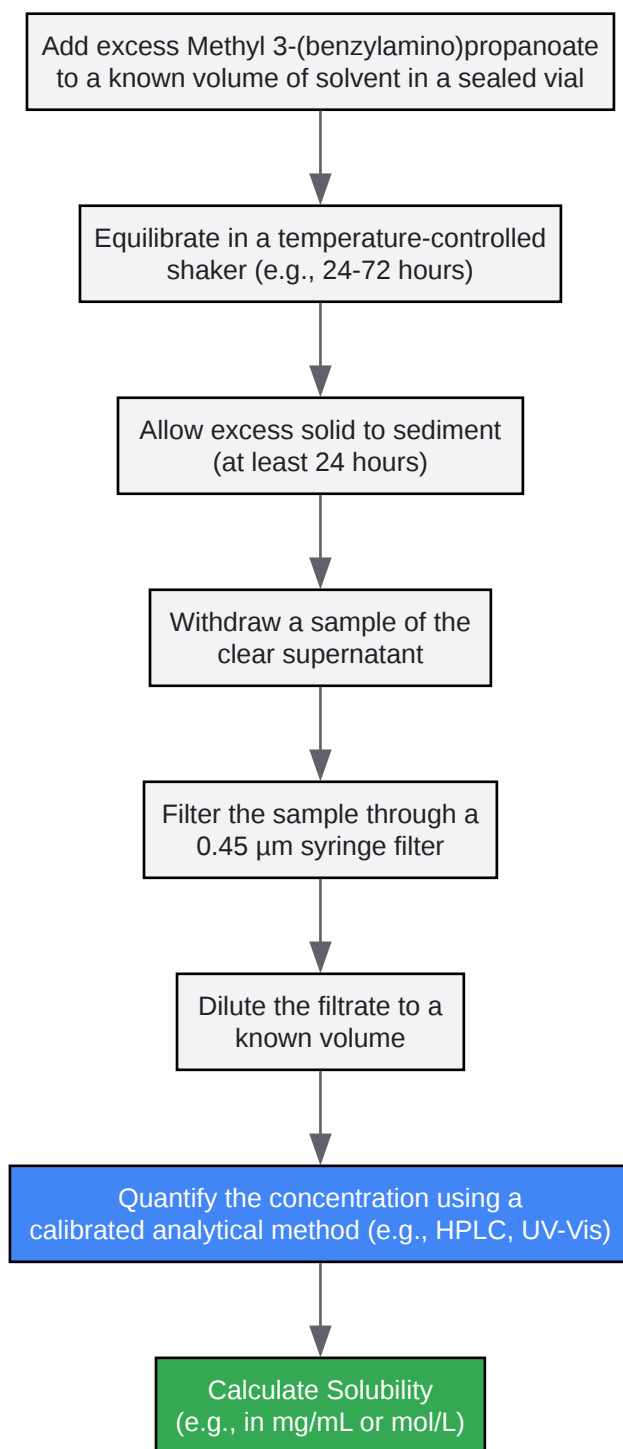 Add excess Methyl 3-(benzylamino)propanoate
to a known volume of solvent in a sealed vial
Equilibrate in a temperature-controlled
shaker (e.g., 24-72 hours)
Allow excess solid to sediment
(at least 24 hours)
Withdraw a sample of the
clear supernatant
Filter the sample through a
0.45 µm syringe filter
Dilute the filtrate to a
known volume
Quantify the concentration using a
calibrated analytical method (e.g., HPLC, UV-Vis)
Calculate Solubility
(e.g., in mg/mL or mol/L)